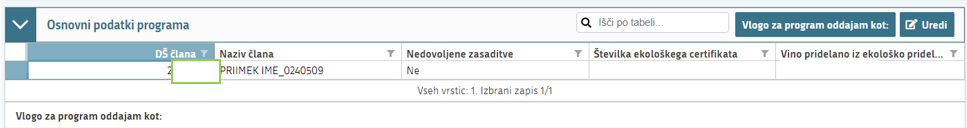 Osnovni podatki programa
Išči po tabeli...
Vlogo za program oddajam kot:
Uredi
DŠ člana
Naziv člana
Nedovoljene zasaditve
Številka ekološkega certifikata
Vino pridelano iz ekološko pridel...
2
PRIIMEK IME_0240509
Ne
Vseh vrstic: 1. Izbrani zapis 1/1
Vlogo za program oddajam kot: